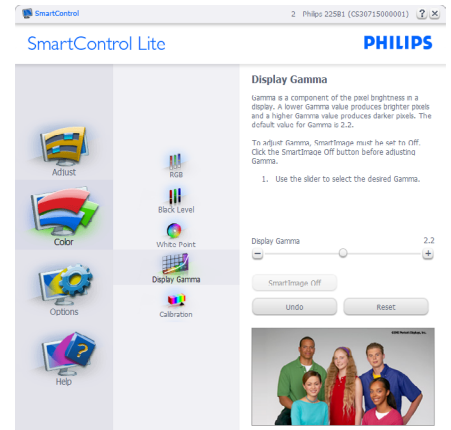 SmartControl
2 Philips 225B1 (CS30715000001) ? ×
SmartControl Lite
PHILIPS
Adjust
Color
Options
Help
RGB
Black Level
White Point
Display Gamma
Calibration
Display Gamma
Gamma is a component of the pixel brightness in a
display. A lower Gamma value produces brighter pixels
and a higher Gamma value produces darker pixels. The
default value for Gamma is 2.2.
To adjust Gamma, SmartImage must be set to Off.
Click the SmartImage Off button before adjusting
Gamma.
1. Use the slider to select the desired Gamma.
Display Gamma 2.2
SmartImage Off
Undo Reset